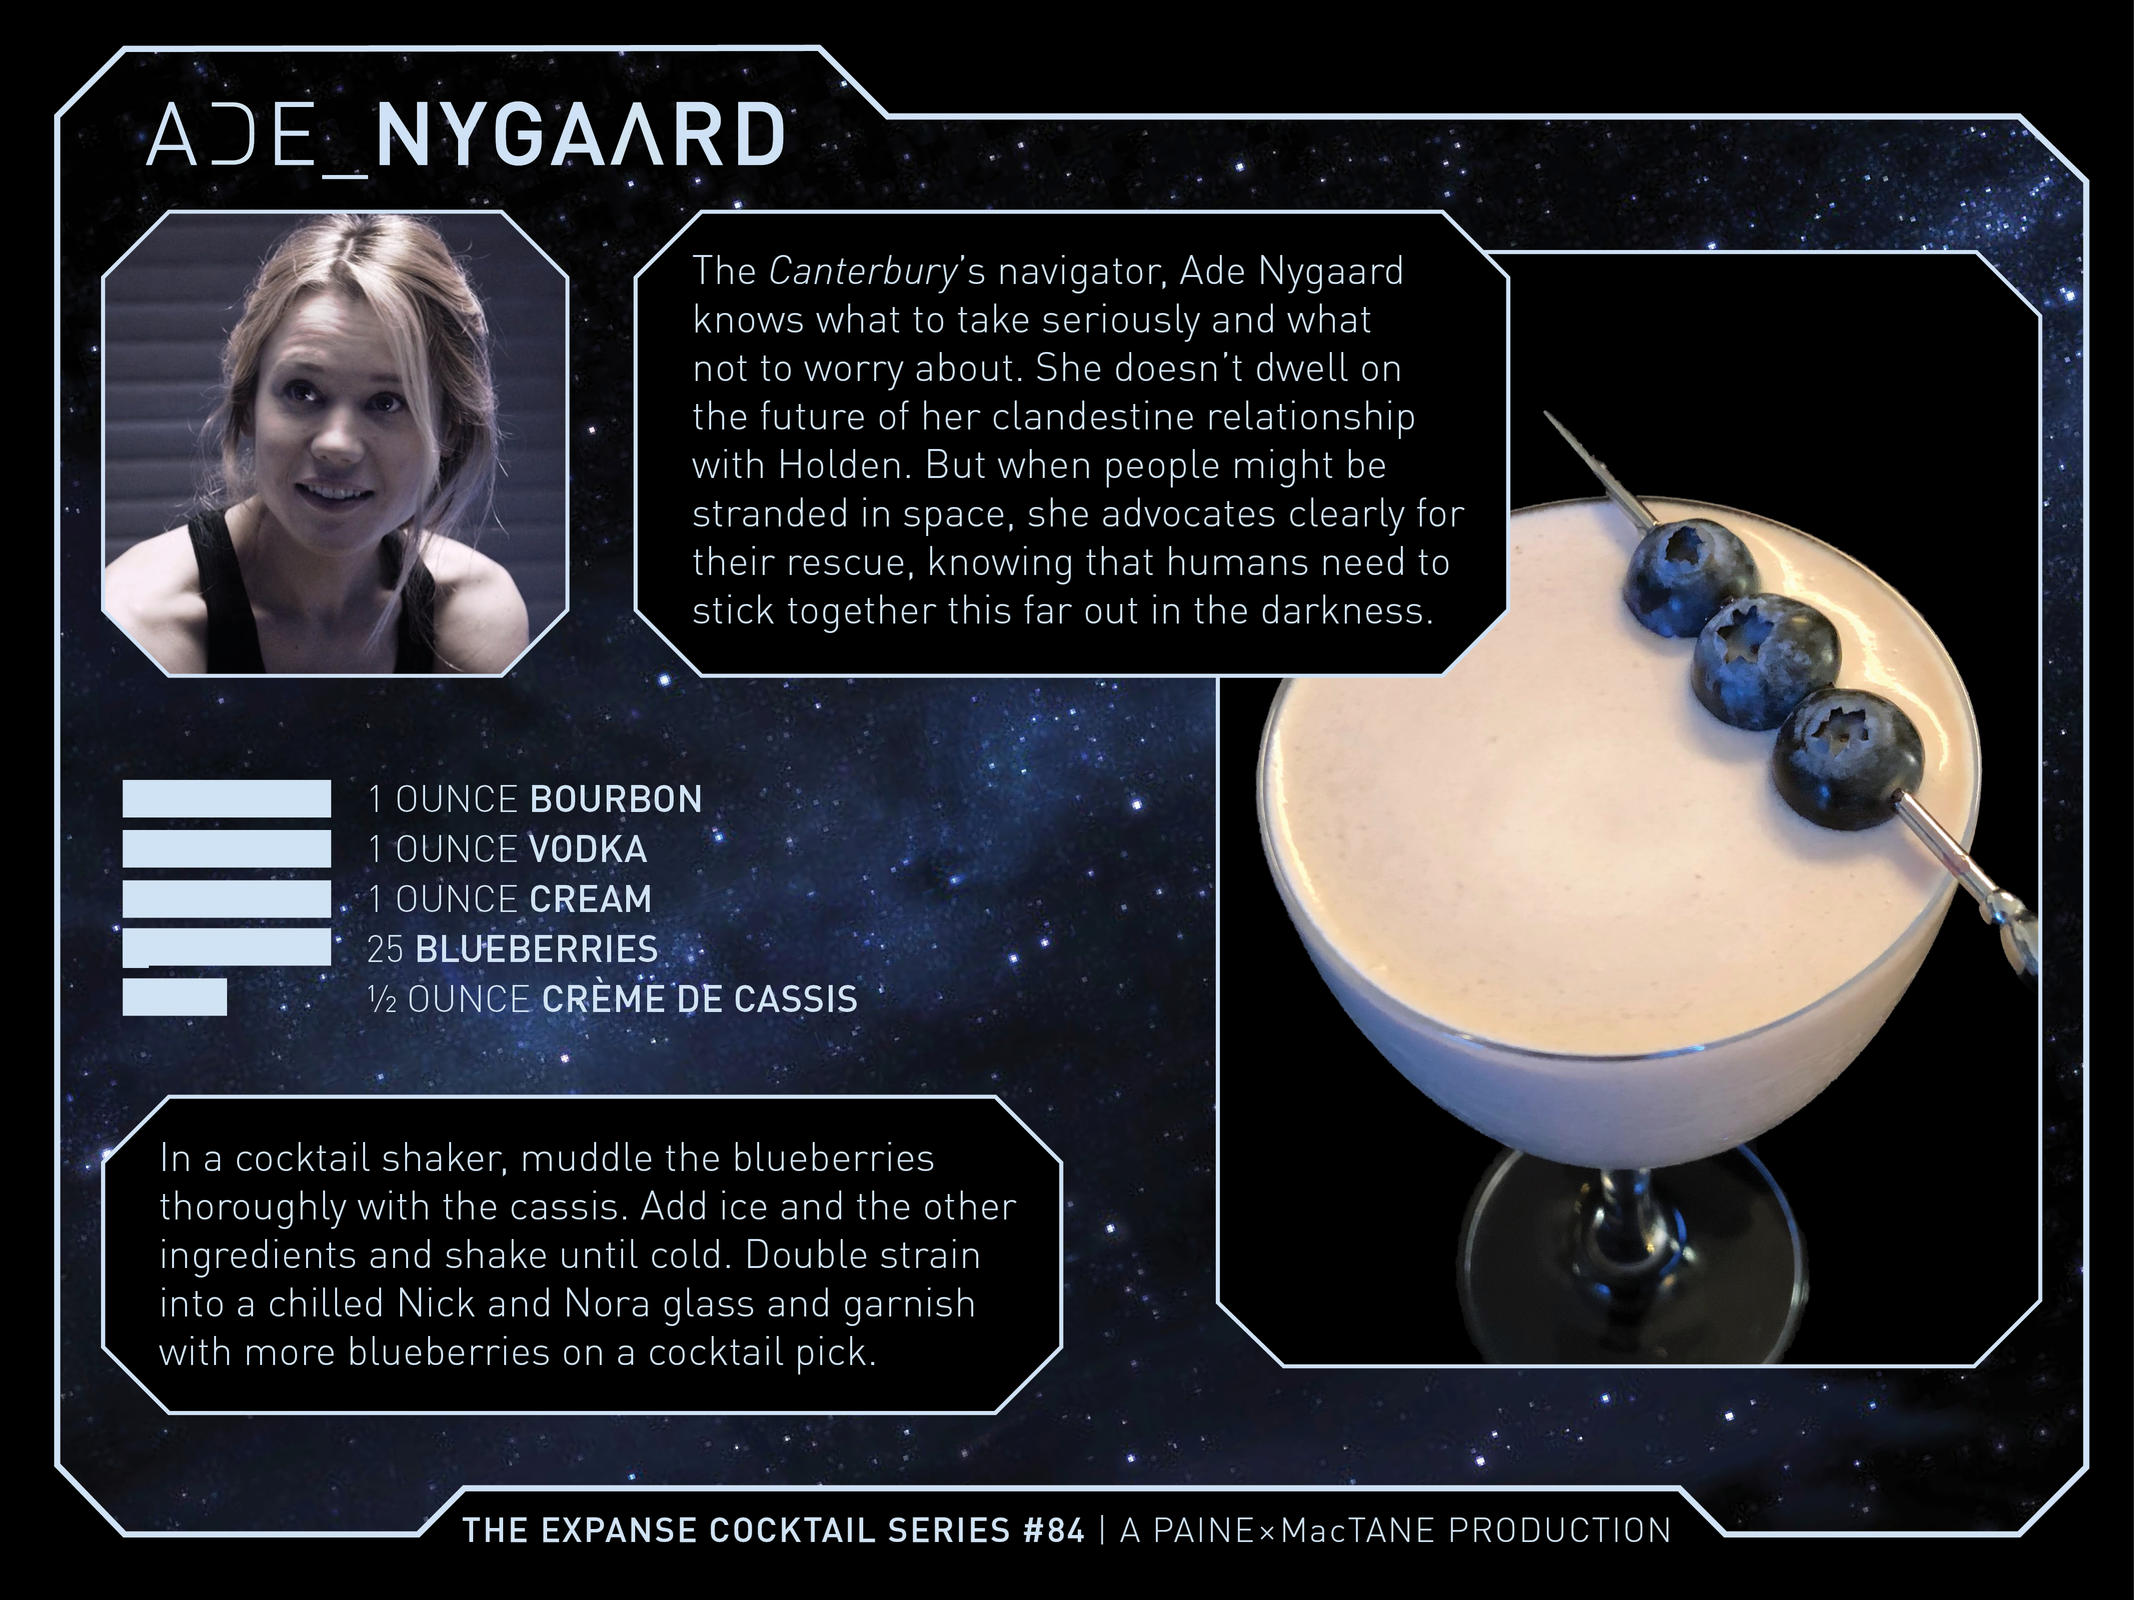 ADE_NYGAARD
The Canterbury’s navigator, Ade Nygaard
knows what to take seriously and what
not to worry about. She doesn’t dwell on
the future of her clandestine relationship
with Holden. But when people might be
stranded in space, she advocates clearly for
their rescue, knowing that humans need to
stick together this far out in the darkness.
1 OUNCE BOURBON
1 OUNCE VODKA
1 OUNCE CREAM
25 BLUEBERRIES
½ OUNCE CRÈME DE CASSIS
In a cocktail shaker, muddle the blueberries
thoroughly with the cassis. Add ice and the other
ingredients and shake until cold. Double strain
into a chilled Nick and Nora glass and garnish
with more blueberries on a cocktail pick.
THE EXPANSE COCKTAIL SERIES #84 | A PAINE×MacTANE PRODUCTION